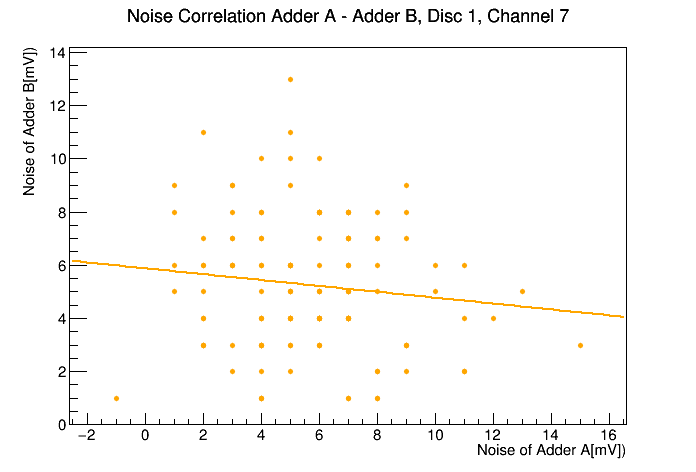 Noise Correlation Adder A - Adder B, Disc 1, Channel 7
Noise of Adder B[mV])
14
12
10
8
6
4
2
0
−2 0 2 4 6 8 10 12 14 16
Noise of Adder A[mV])